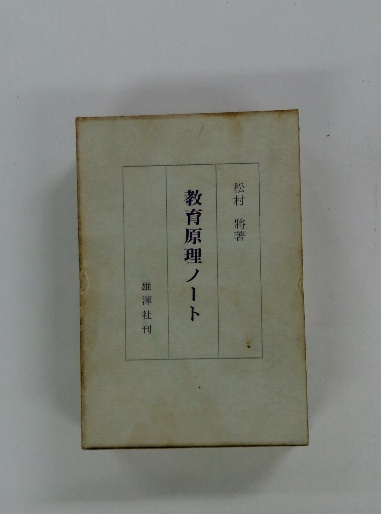 松村 將著
教育原理ノート
雄渾社刊